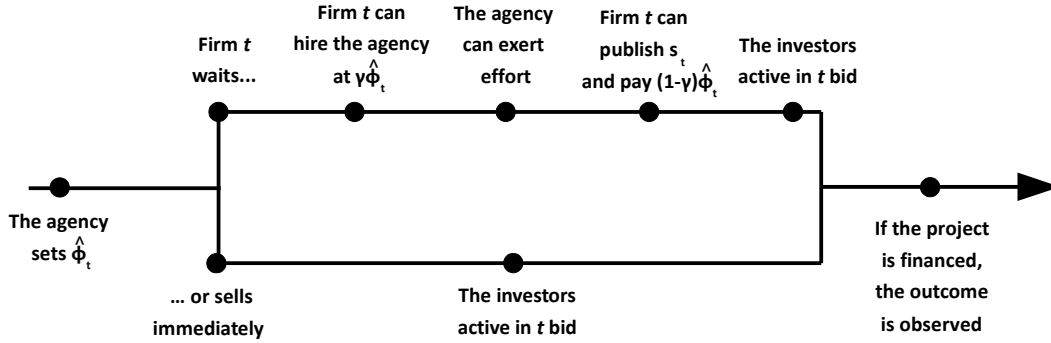 Firm t
waits...
Firm t can
hire the agency
at γϕ̂ₜ
The agency
can exert
effort
Firm t can
publish sₜ
and pay (1-γ)ϕ̂ₜ
The investors
active in t bid
The agency
sets ϕ̂ₜ
... or sells
immediately
The investors
active in t bid
If the project
is financed,
the outcome
is observed